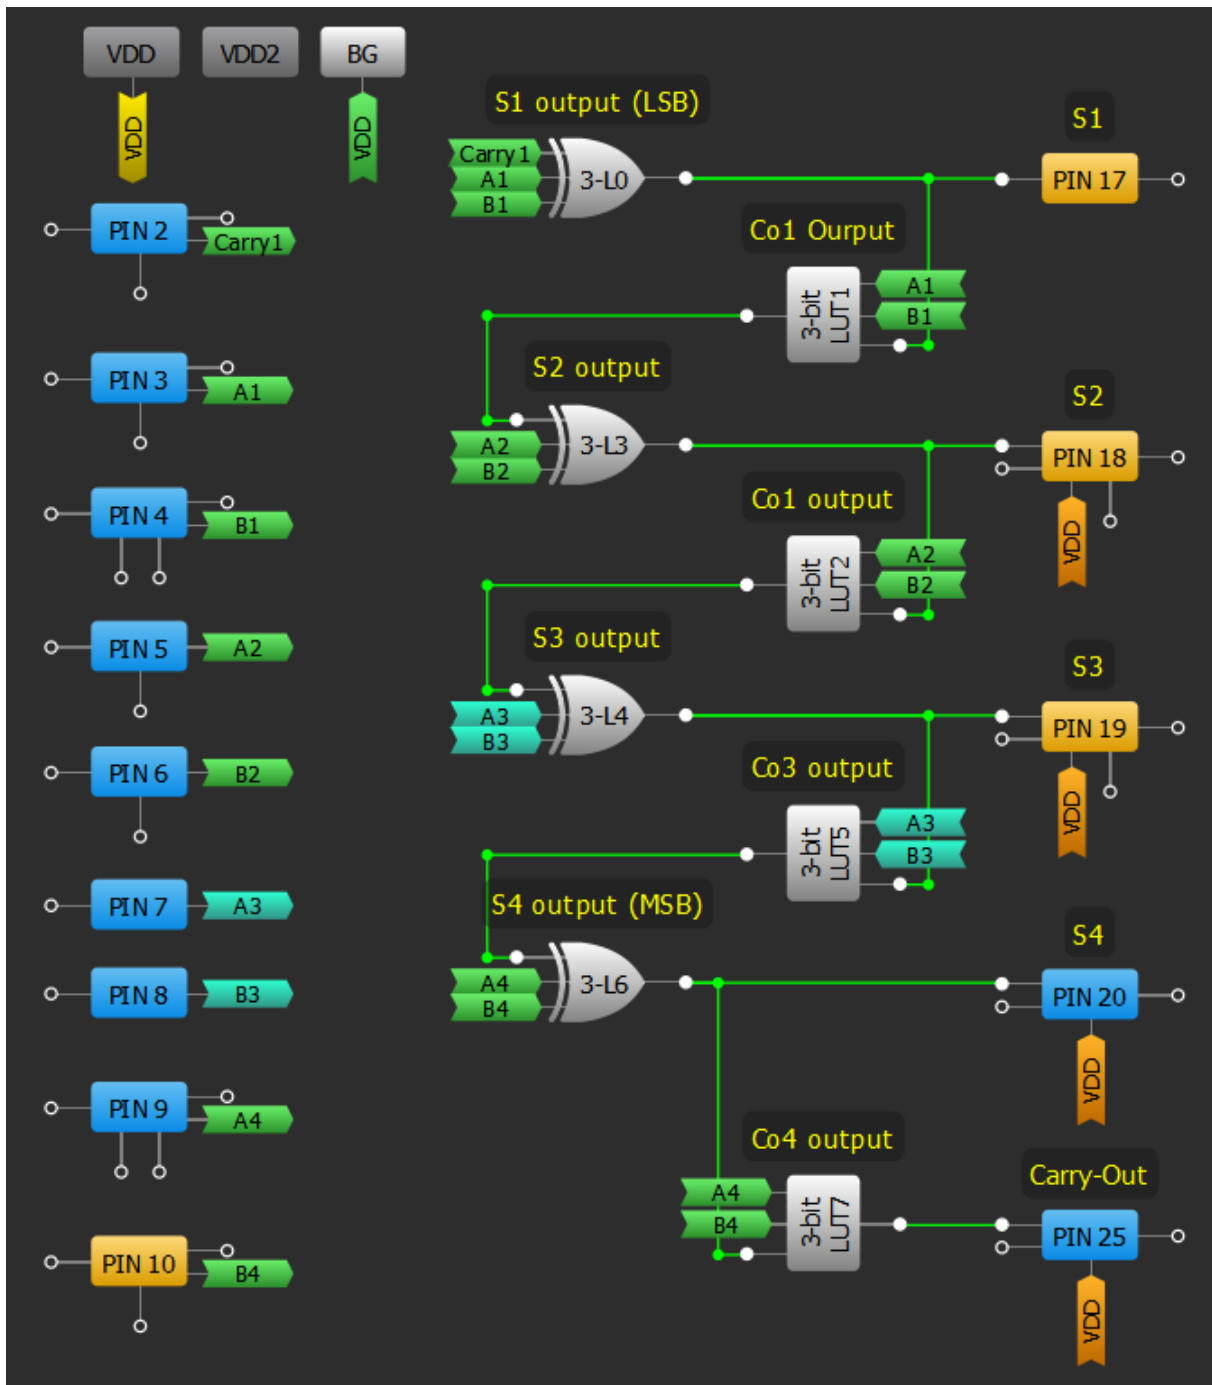 VDD
VDD2
BG
VDD
VDD
PIN 2
Carry1
PIN 3
A1
PIN 4
B1
PIN 5
A2
PIN 6
B2
PIN 7
A3
PIN 8
B3
PIN 9
A4
PIN 10
B4
S1 output (LSB)
Carry1
A1
B1
3-L0
S1
PIN 17
Co1 Ourput
3-bit
LUT1
A1
B1
S2 output
A2
B2
3-L3
S2
PIN 18
VDD
Co1 output
3-bit
LUT2
A2
B2
S3 output
A3
B3
3-L4
S3
PIN 19
VDD
Co3 output
3-bit
LUT5
A3
B3
S4 output (MSB)
A4
B4
3-L6
S4
PIN 20
VDD
Co4 output
A4
B4
3-bit
LUT7
Carry-Out
PIN 25
VDD